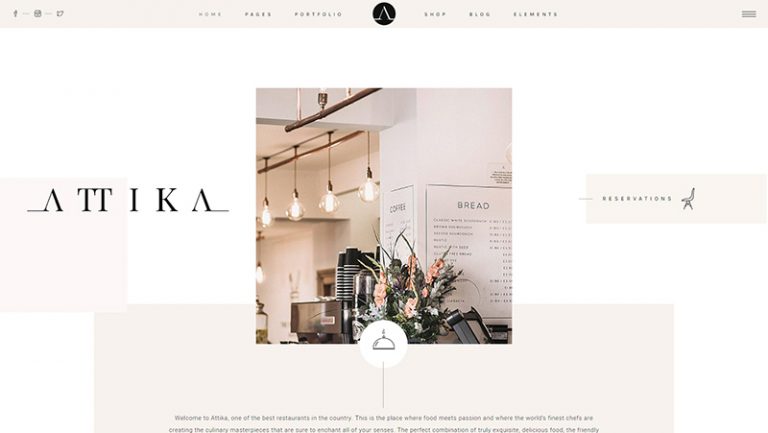 HOME PAGES PORTFOLIO SHOP BLOG ELEMENTS
ATTIKA
RESERVATIONS
COFFEE
BREAD
Welcome to Attika, one of the best restaurants in the country. This is the place where food meets passion and where the world's finest chefs are
creating the culinary masterpieces that are sure to enchant all of your senses. The perfect combination of truly exquisite, delicious food, the friendly